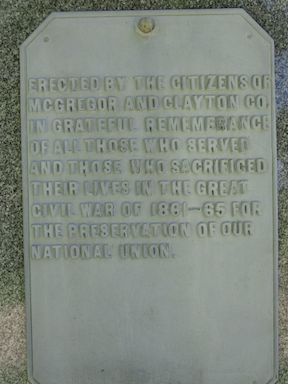 ERECTED BY THE CITIZENS OF
MCGREGOR AND CLAYTON CO.
IN GRATEFUL REMEMBRANCE
OF ALL THOSE WHO SERVED
AND THOSE WHO SACRIFICED
THEIR LIVES IN THE GREAT
CIVIL WAR OF 1861-65 FOR
THE PRESERVATION OF OUR
NATIONAL UNION.